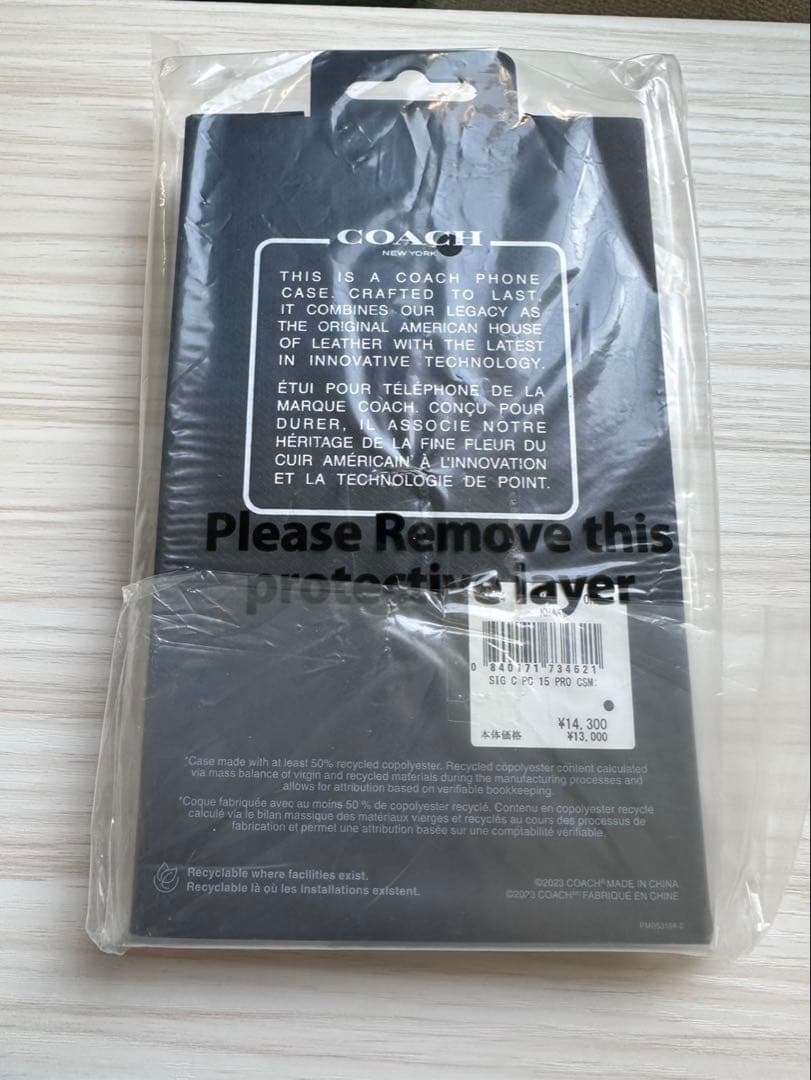 COACH
NEW YORK
THIS IS A COACH PHONE
CASE. CRAFTED TO LAST,
IT COMBINES OUR LEGACY AS
THE ORIGINAL AMERICAN HOUSE
OF LEATHER WITH THE LATEST
IN INNOVATIVE TECHNOLOGY.
ÉTUI POUR TÉLÉPHONE DE LA
MARQUE COACH. CONÇU POUR
DURER, IL ASSOCIE NOTRE
HÉRITAGE DE LA FINE FLEUR DU
CUIR AMÉRICAIN À L'INNOVATION
ET LA TECHNOLOGIE DE POINT.
Please Remove this
protective layer
0 840171 734621
SIG C PC 15 PRO CSM:
¥14,300
本体価格 ¥13,000
*Case made with at least 50% recycled copolyester. Recycled copolyester content calculated
via mass balance of virgin and recycled materials during the manufacturing processes and
allows for attribution based on verifiable bookkeeping.
*Coque fabriquée avec au moins 50 % de copolyester recyclé. Contenu en copolyester recyclé
calculé via le bilan massique des matériaux vierges et recyclés au cours des processus de
fabrication et permet une attribution basée sur une comptabilité vérifiable.
Recyclable where facilities exist.
Recyclable là où les installations existent.
©2023 COACH® MADE IN CHINA
©2023 COACH® FABRIQUÉ EN CHINE